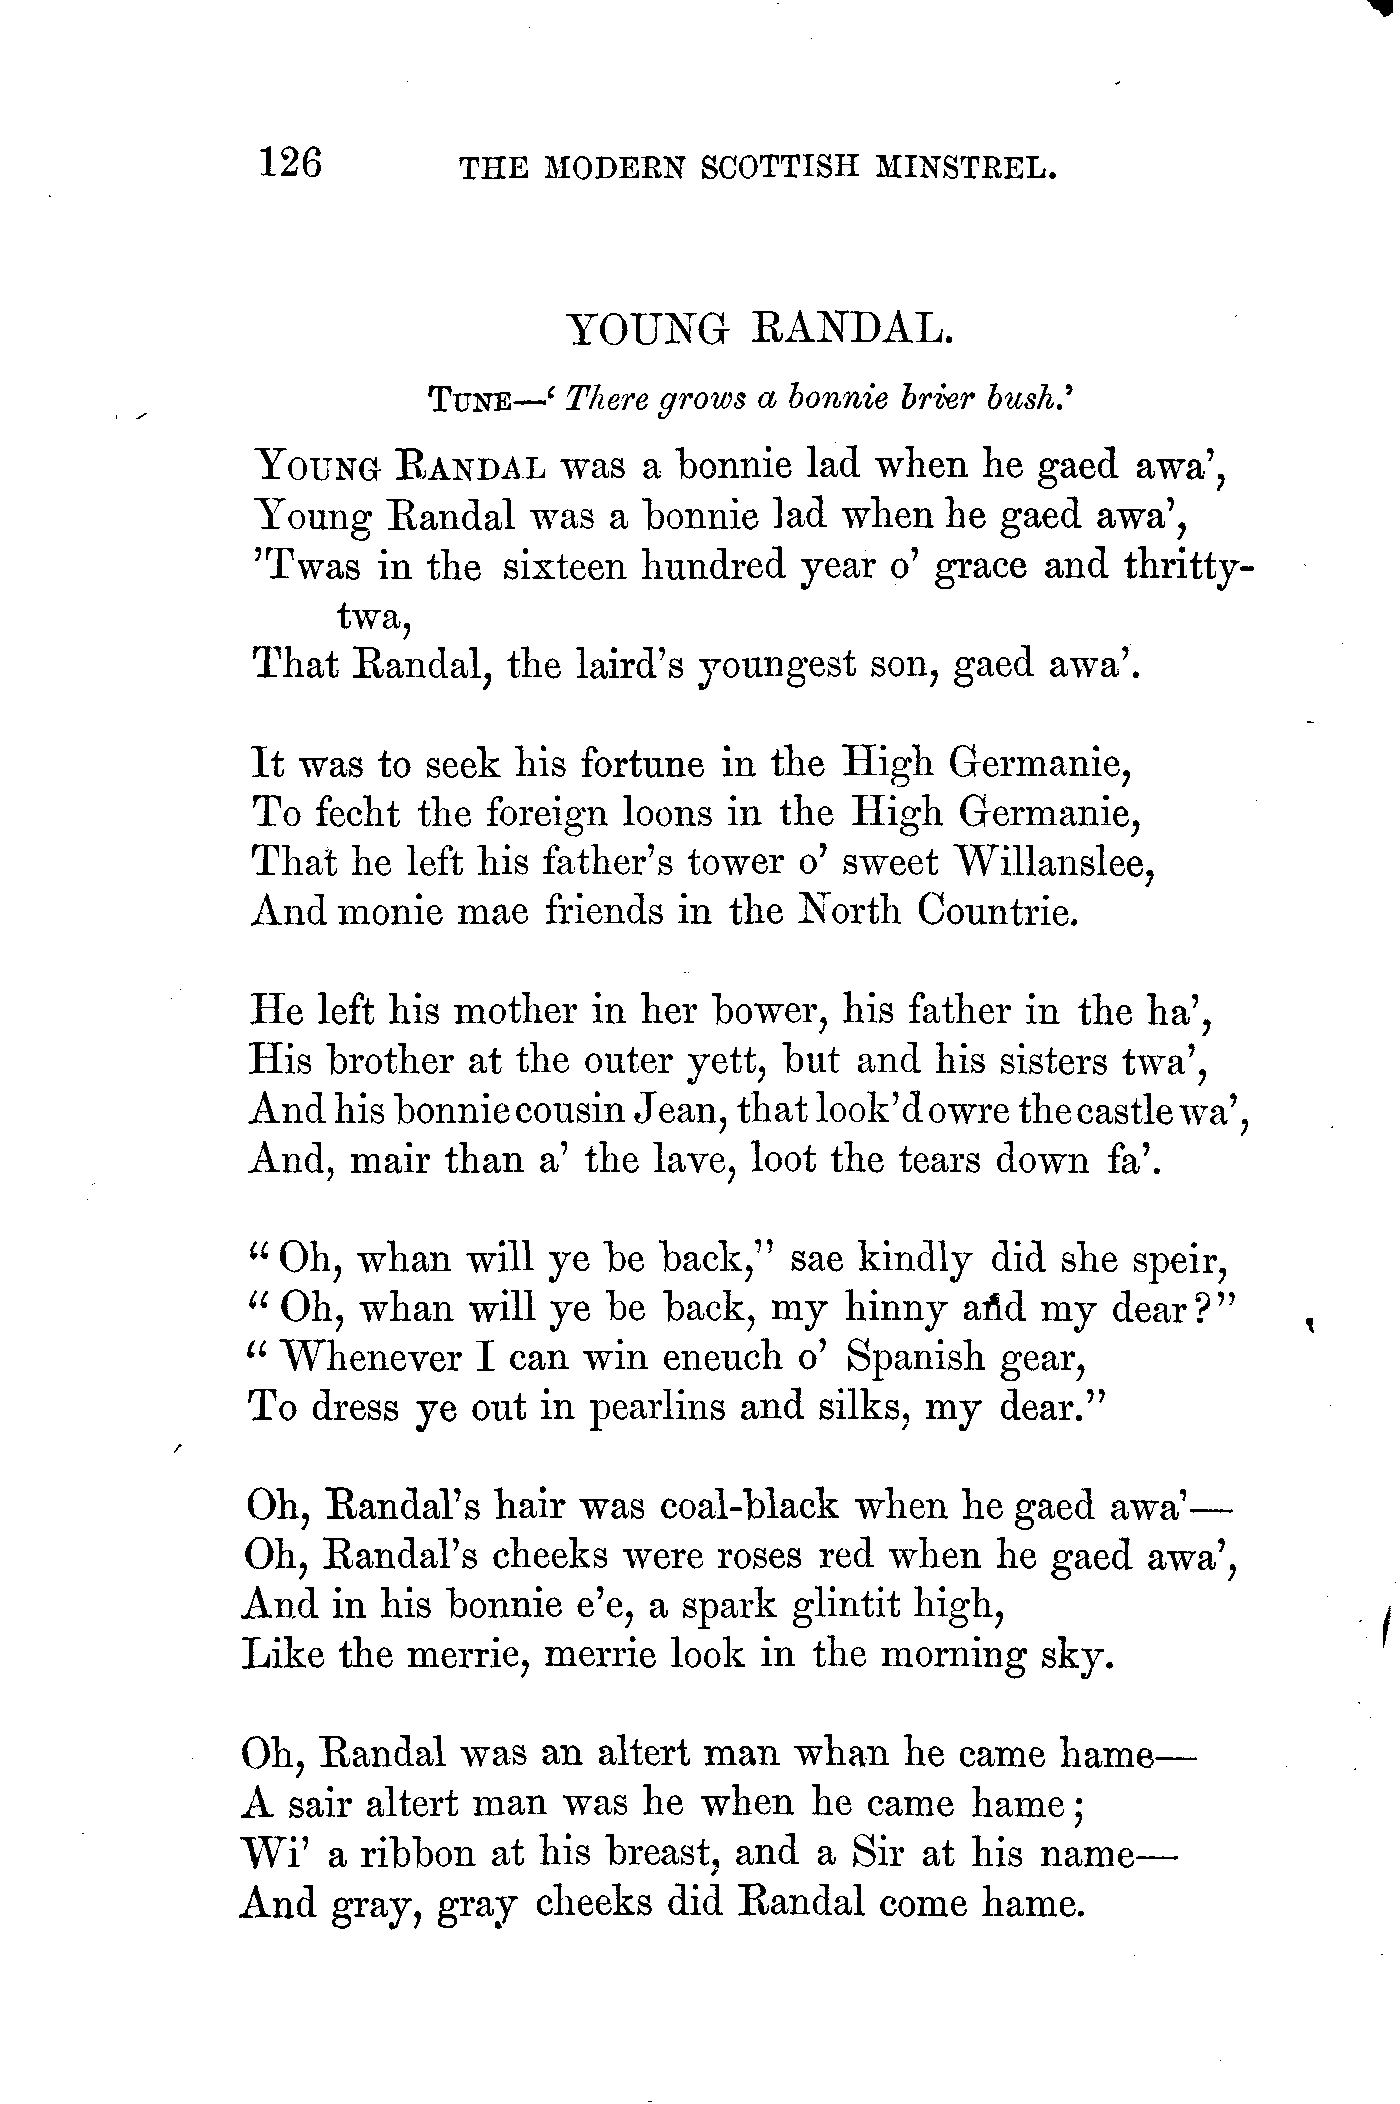 126 THE MODERN SCOTTISH MINSTREL.
YOUNG RANDAL.
TUNE—‘ There grows a bonnie brier bush.’
YOUNG RANDAL was a bonnie lad when he gaed awa’,
Young Randal was a bonnie lad when he gaed awa’,
’Twas in the sixteen hundred year o’ grace and thritty-
twa,
That Randal, the laird’s youngest son, gaed awa’.
It was to seek his fortune in the High Germanie,
To fecht the foreign loons in the High Germanie,
That he left his father’s tower o’ sweet Willanslee,
And monie mae friends in the North Countrie.
He left his mother in her bower, his father in the ha’,
His brother at the outer yett, but and his sisters twa’,
And his bonnie cousin Jean, that look’d owre the castle wa’,
And, mair than a’ the lave, loot the tears down fa’.
“ Oh, whan will ye be back,” sae kindly did she speir,
“ Oh, whan will ye be back, my hinny and my dear?”
“ Whenever I can win eneuch o’ Spanish gear,
To dress ye out in pearlins and silks, my dear.”
Oh, Randal’s hair was coal-black when he gaed awa’—
Oh, Randal’s cheeks were roses red when he gaed awa’,
And in his bonnie e’e, a spark glintit high,
Like the merrie, merrie look in the morning sky.
Oh, Randal was an altert man whan he came hame—
A sair altert man was he when he came hame;
Wi’ a ribbon at his breast, and a Sir at his name—
And gray, gray cheeks did Randal come hame.